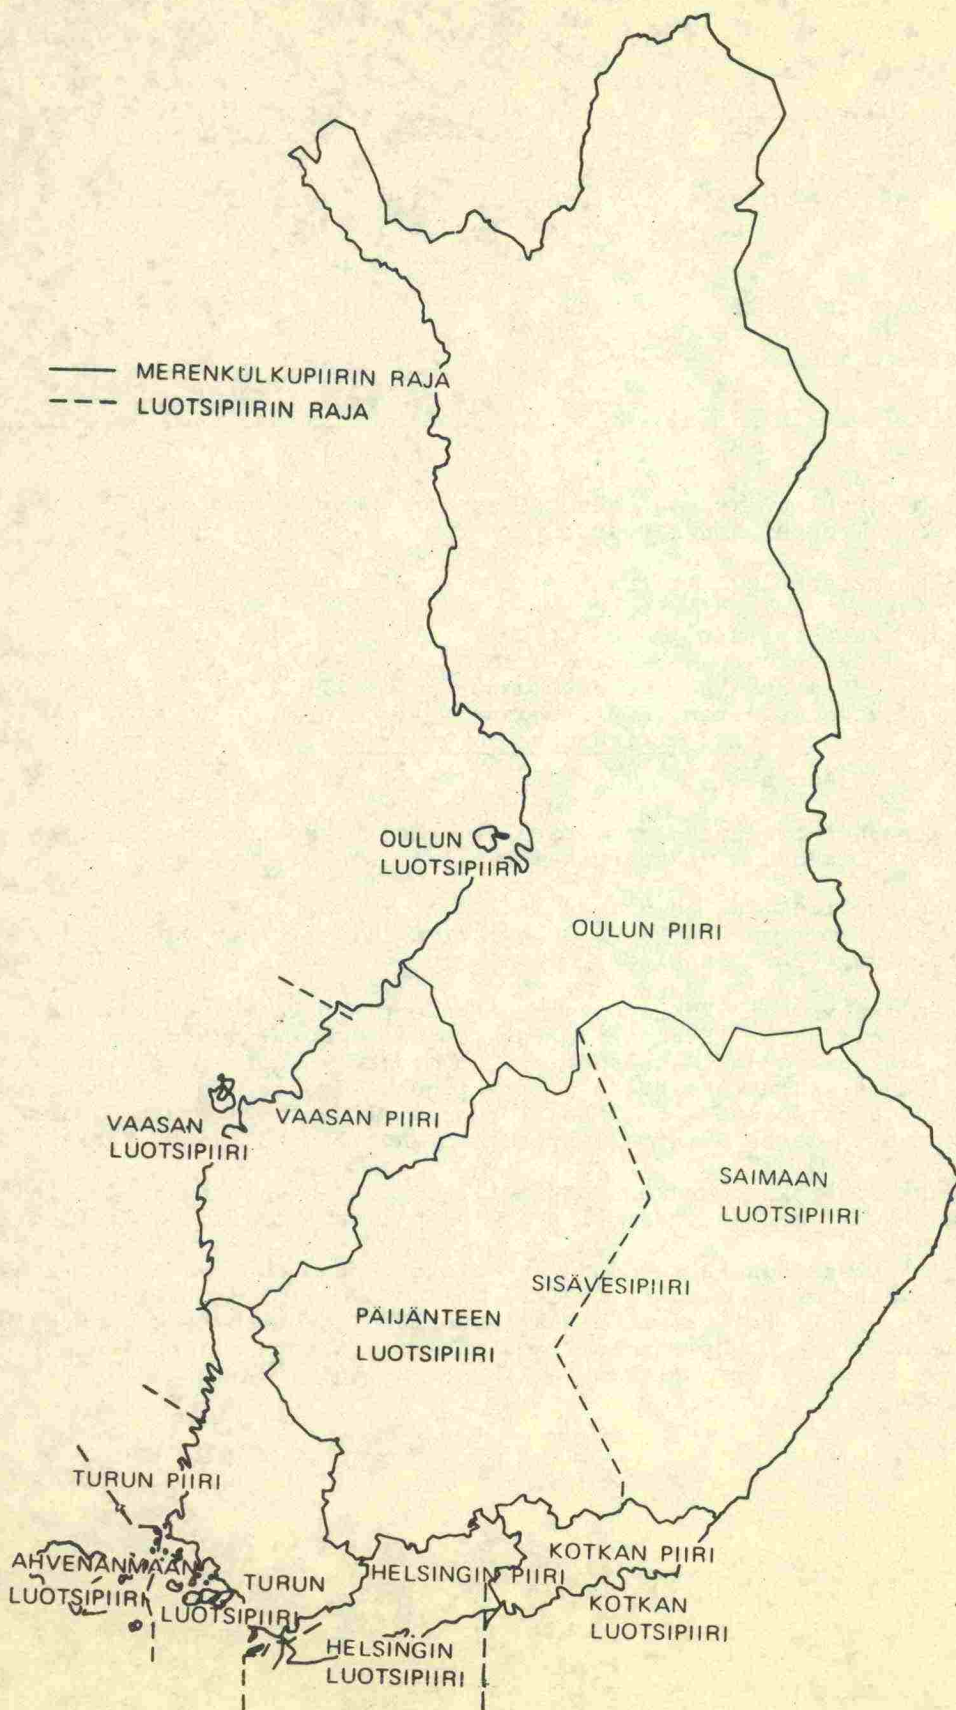 MERENKULKUPIIRIN RAJA
LUOTSIPIIRIN RAJA
OULUN
LUOTSIPIIRI
OULUN PIIRI
VAASAN
LUOTSIPIIRI
VAASAN PIIRI
SAIMAAN
LUOTSIPIIRI
SISÄVESIPIIRI
PÄIJÄNTEEN
LUOTSIPIIRI
TURUN PIIRI
AHVENANMAAN
LUOTSIPIIRI
TURUN
LUOTSIPIIRI
HELSINGIN PIIRI
HELSINGIN
LUOTSIPIIRI
KOTKAN PIIRI
KOTKAN
LUOTSIPIIRI